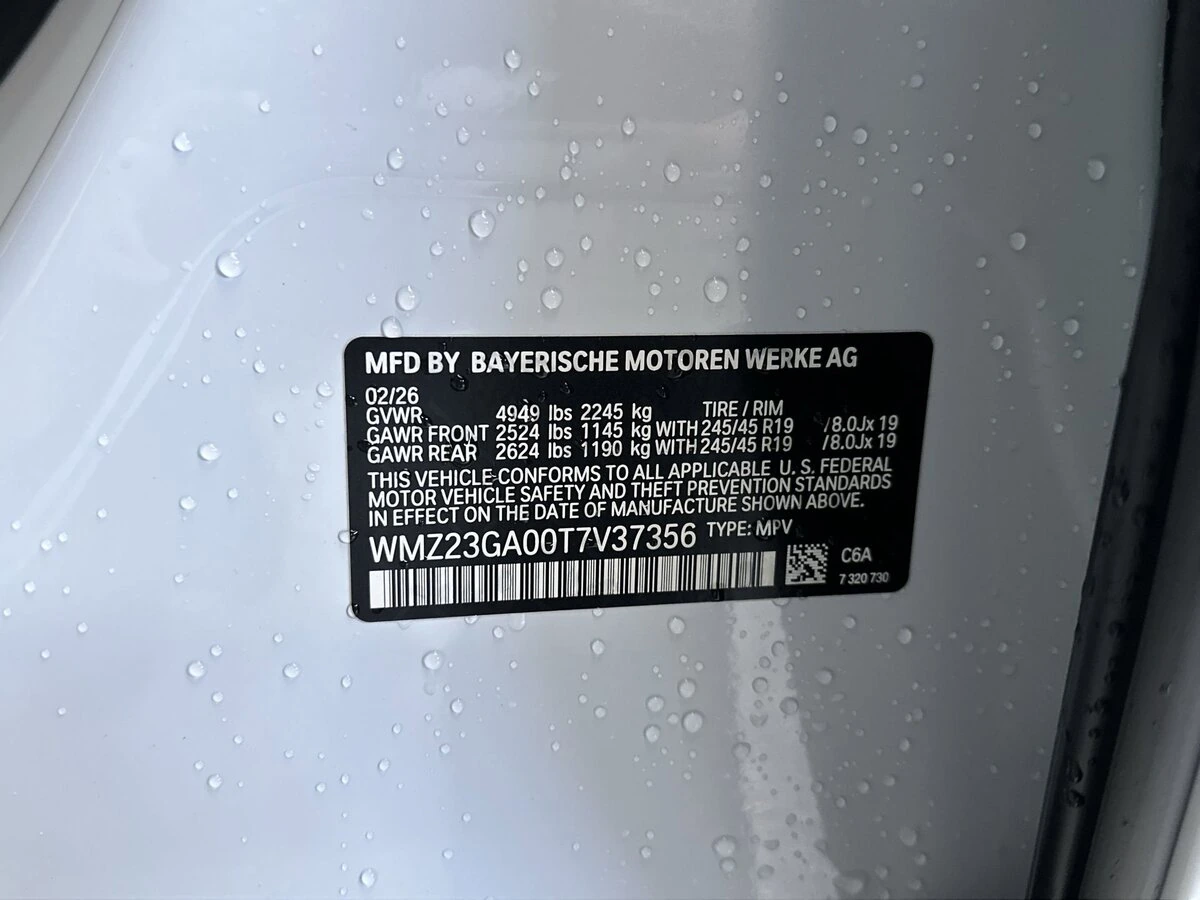 MFD BY BAYERISCHE MOTOREN WERKE AG
02/26
GVWR 4949 lbs 2245 kg TIRE / RIM
GAWR FRONT 2524 lbs 1145 kg WITH 245/45 R19 /8.0Jx 19
GAWR REAR 2624 lbs 1190 kg WITH 245/45 R19 /8.0Jx 19
THIS VEHICLE CONFORMS TO ALL APPLICABLE U. S. FEDERAL
MOTOR VEHICLE SAFETY AND THEFT PREVENTION STANDARDS
IN EFFECT ON THE DATE OF MANUFACTURE SHOWN ABOVE.
WMZ23GA00T7V37356 TYPE: MPV
C6A
7 320 730